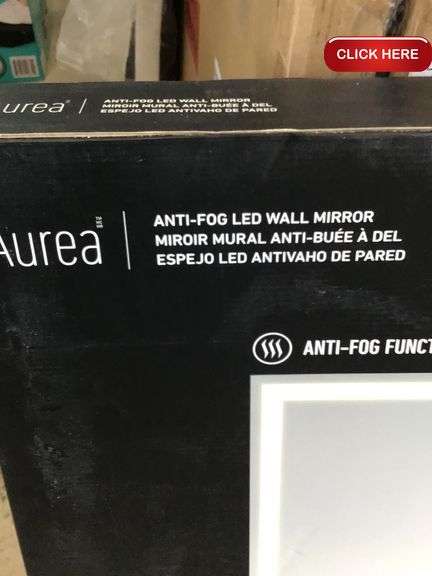 CLICK HERE
urea® | ANTI-FOG LED WALL MIRROR
MIROIR MURAL ANTI-BUÉE À DEL
ESPEJO LED ANTIVAHO DE PARED
Aurea
ANTI-FOG LED WALL MIRROR
MIROIR MURAL ANTI-BUÉE À DEL
ESPEJO LED ANTIVAHO DE PARED
ANTI-FOG FUNCT